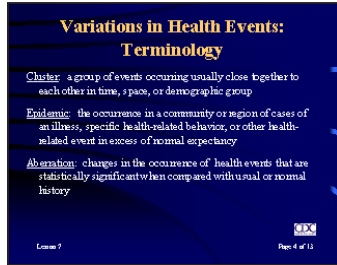 Variations in Health Events:
Terminology
Cluster: a group of events occurring usually close together to
each other in time, space, or demographic group
Epidemic: the occurrence in a community or region of cases of
an illness, specific health-related behavior, or other health-
related event in excess of normal expectancy
Aberration: changes in the occurrence of health events that are
statistically significant when compared with usual or normal
history
CDC
Lesson 7
Page 4 of 13